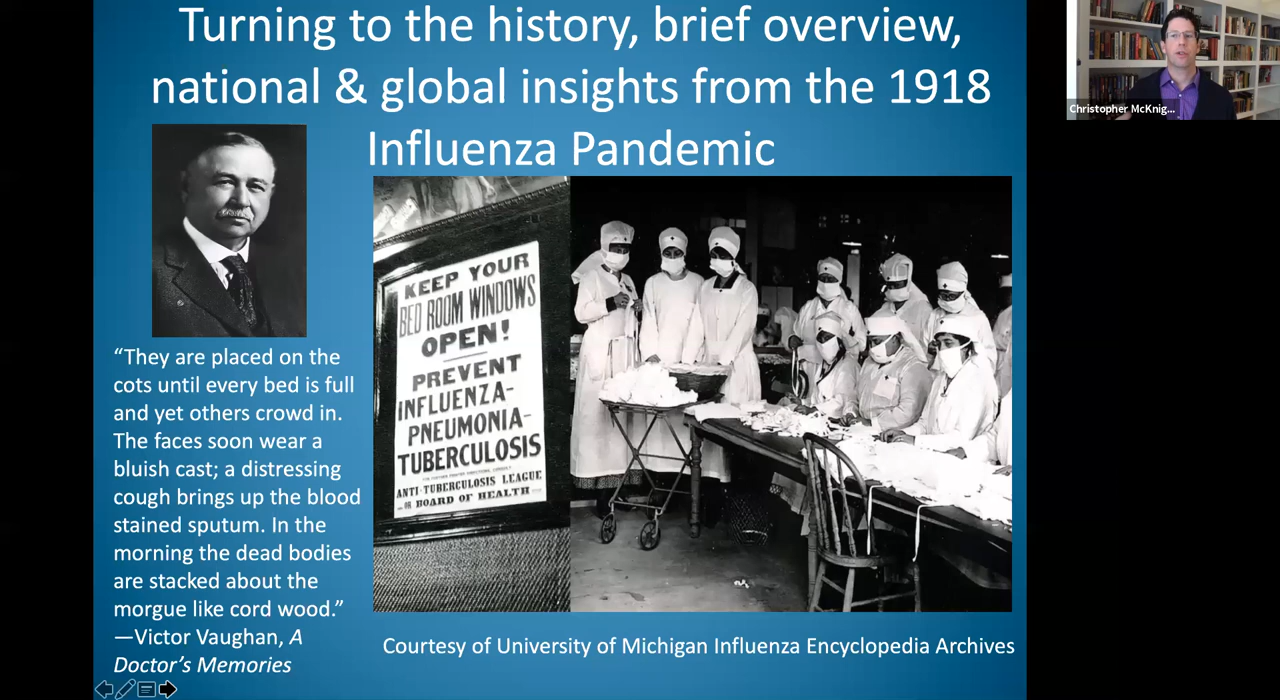 Turning to the history, brief overview,
national & global insights from the 1918
Influenza Pandemic
Christopher McKnig...
KEEP YOUR
BED ROOM WINDOWS
OPEN!
PREVENT
INFLUENZA-
PNEUMONIA-
TUBERCULOSIS
ANTI-TUBERCULOSIS LEAGUE
OR BOARD OF HEALTH
“They are placed on the
cots until every bed is full
and yet others crowd in.
The faces soon wear a
bluish cast; a distressing
cough brings up the blood
stained sputum. In the
morning the dead bodies
are stacked about the
morgue like cord wood.”
—Victor Vaughan, A
Doctor’s Memories
Courtesy of University of Michigan Influenza Encyclopedia Archives